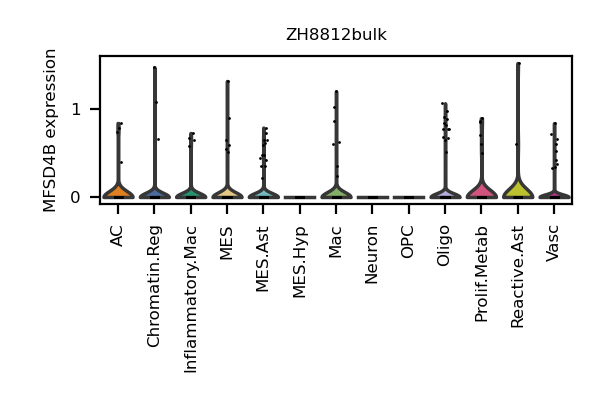 ZH8812bulk
MFSD4B expression
1
0
AC
Chromatin.Reg
Inflammatory.Mac
MES
MES.Ast
MES.Hyp
Mac
Neuron
OPC
Oligo
Prolif.Metab
Reactive.Ast
Vasc